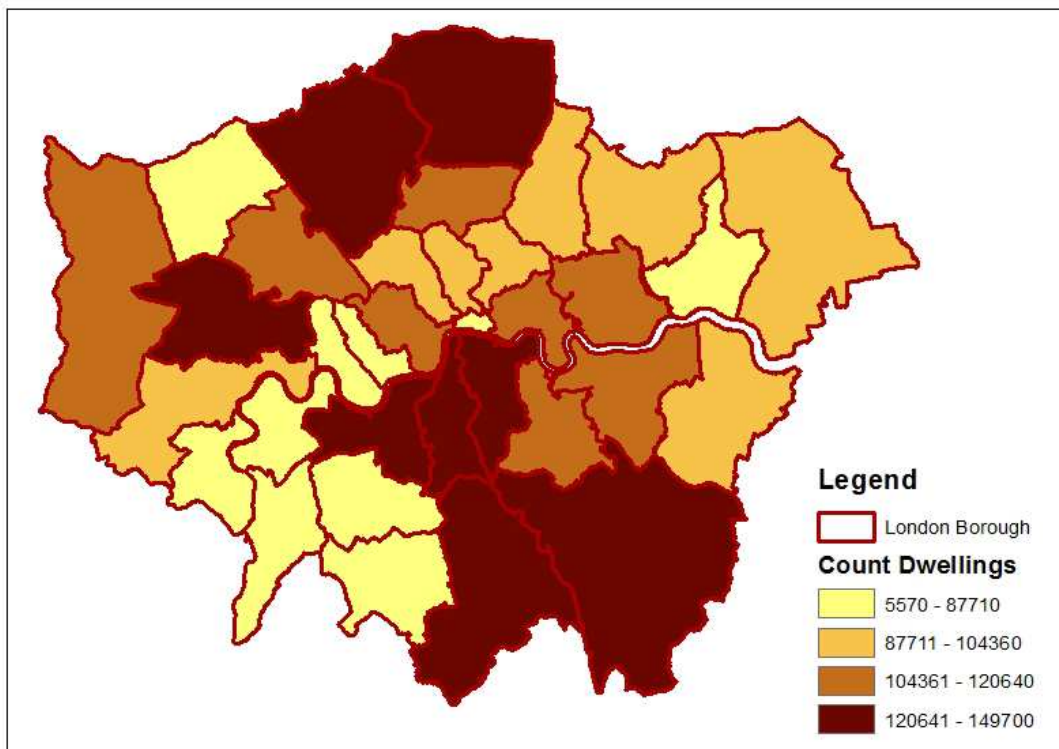 Legend
London Borough
Count Dwellings
5570 - 87710
87711 - 104360
104361 - 120640
120641 - 149700